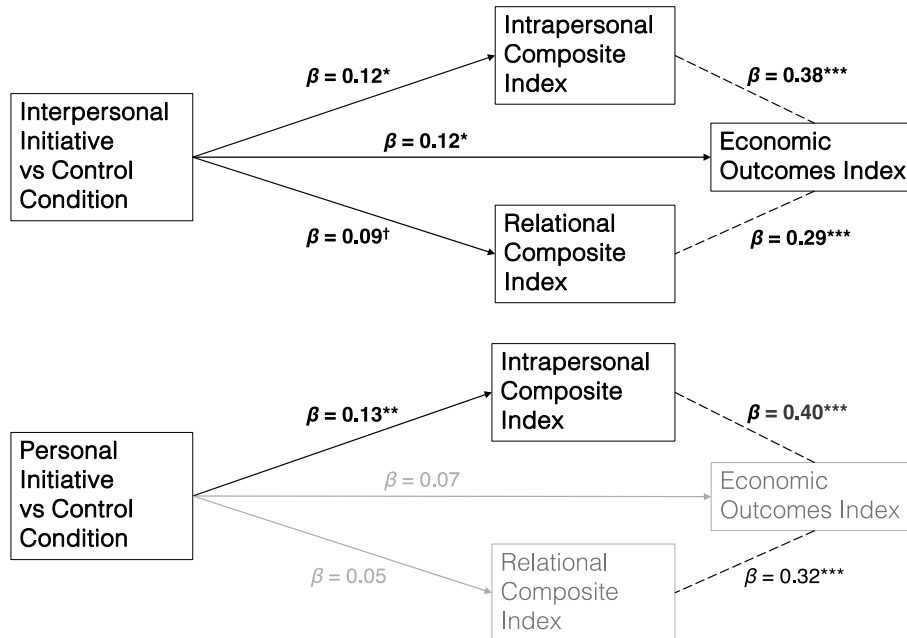 Intrapersonal
Composite
Index
β = 0.12*
β = 0.38***
Interpersonal
Initiative
vs Control
Condition
β = 0.12*
Economic
Outcomes Index
β = 0.09†
Relational
Composite
Index
β = 0.29***
Intrapersonal
Composite
Index
β = 0.13**
β = 0.40***
Personal
Initiative
vs Control
Condition
β = 0.07
Economic
Outcomes Index
β = 0.05
Relational
Composite
Index
β = 0.32***